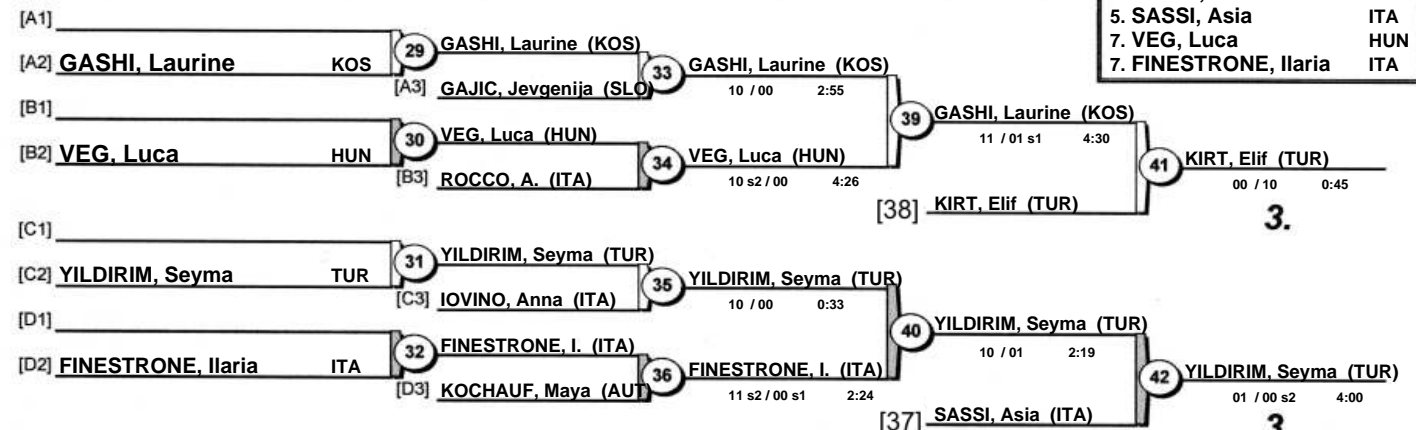 5. SASSI, Asia ITA
7. VEG, Luca HUN
7. FINESTRONE, Ilaria ITA
[A1]
[A2] GASHI, Laurine KOS
29
GASHI, Laurine (KOS)
[A3] GAJIC, Jevgenija (SLO)
33
GASHI, Laurine (KOS)
10 / 00 2:55
[B1]
[B2] VEG, Luca HUN
30
VEG, Luca (HUN)
[B3] ROCCO, A. (ITA)
34
VEG, Luca (HUN)
10 s2 / 00 4:26
39
GASHI, Laurine (KOS)
11 / 01 s1 4:30
[38] KIRT, Elif (TUR)
41
KIRT, Elif (TUR)
00 / 10 0:45
3.
[C1]
[C2] YILDIRIM, Seyma TUR
31
YILDIRIM, Seyma (TUR)
[C3] IOVINO, Anna (ITA)
35
YILDIRIM, Seyma (TUR)
10 / 00 0:33
[D1]
[D2] FINESTRONE, Ilaria ITA
32
FINESTRONE, I. (ITA)
[D3] KOCHAUF, Maya (AUT)
36
FINESTRONE, I. (ITA)
11 s2 / 00 s1 2:24
40
YILDIRIM, Seyma (TUR)
10 / 01 2:19
[37] SASSI, Asia (ITA)
42
YILDIRIM, Seyma (TUR)
01 / 00 s2 4:00
3